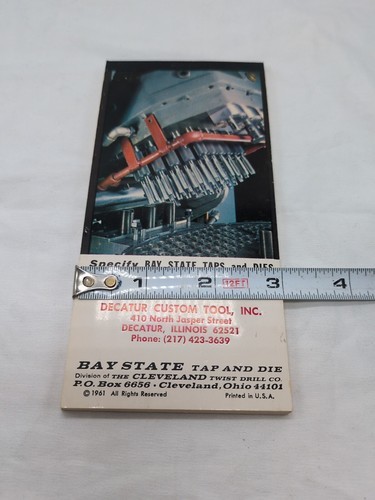 Specify BAY STATE TAPS and DIES
1 2 3 4
12FT
DECATUR CUSTOM TOOL, INC.
410 North Jasper Street
DECATUR, ILLINOIS 62521
Phone: (217) 423-3639
BAY STATE TAP AND DIE
Division of THE CLEVELAND TWIST DRILL CO.
P.O. Box 6656 • Cleveland, Ohio 44101
© 1961 All Rights Reserved Printed in U.S.A.